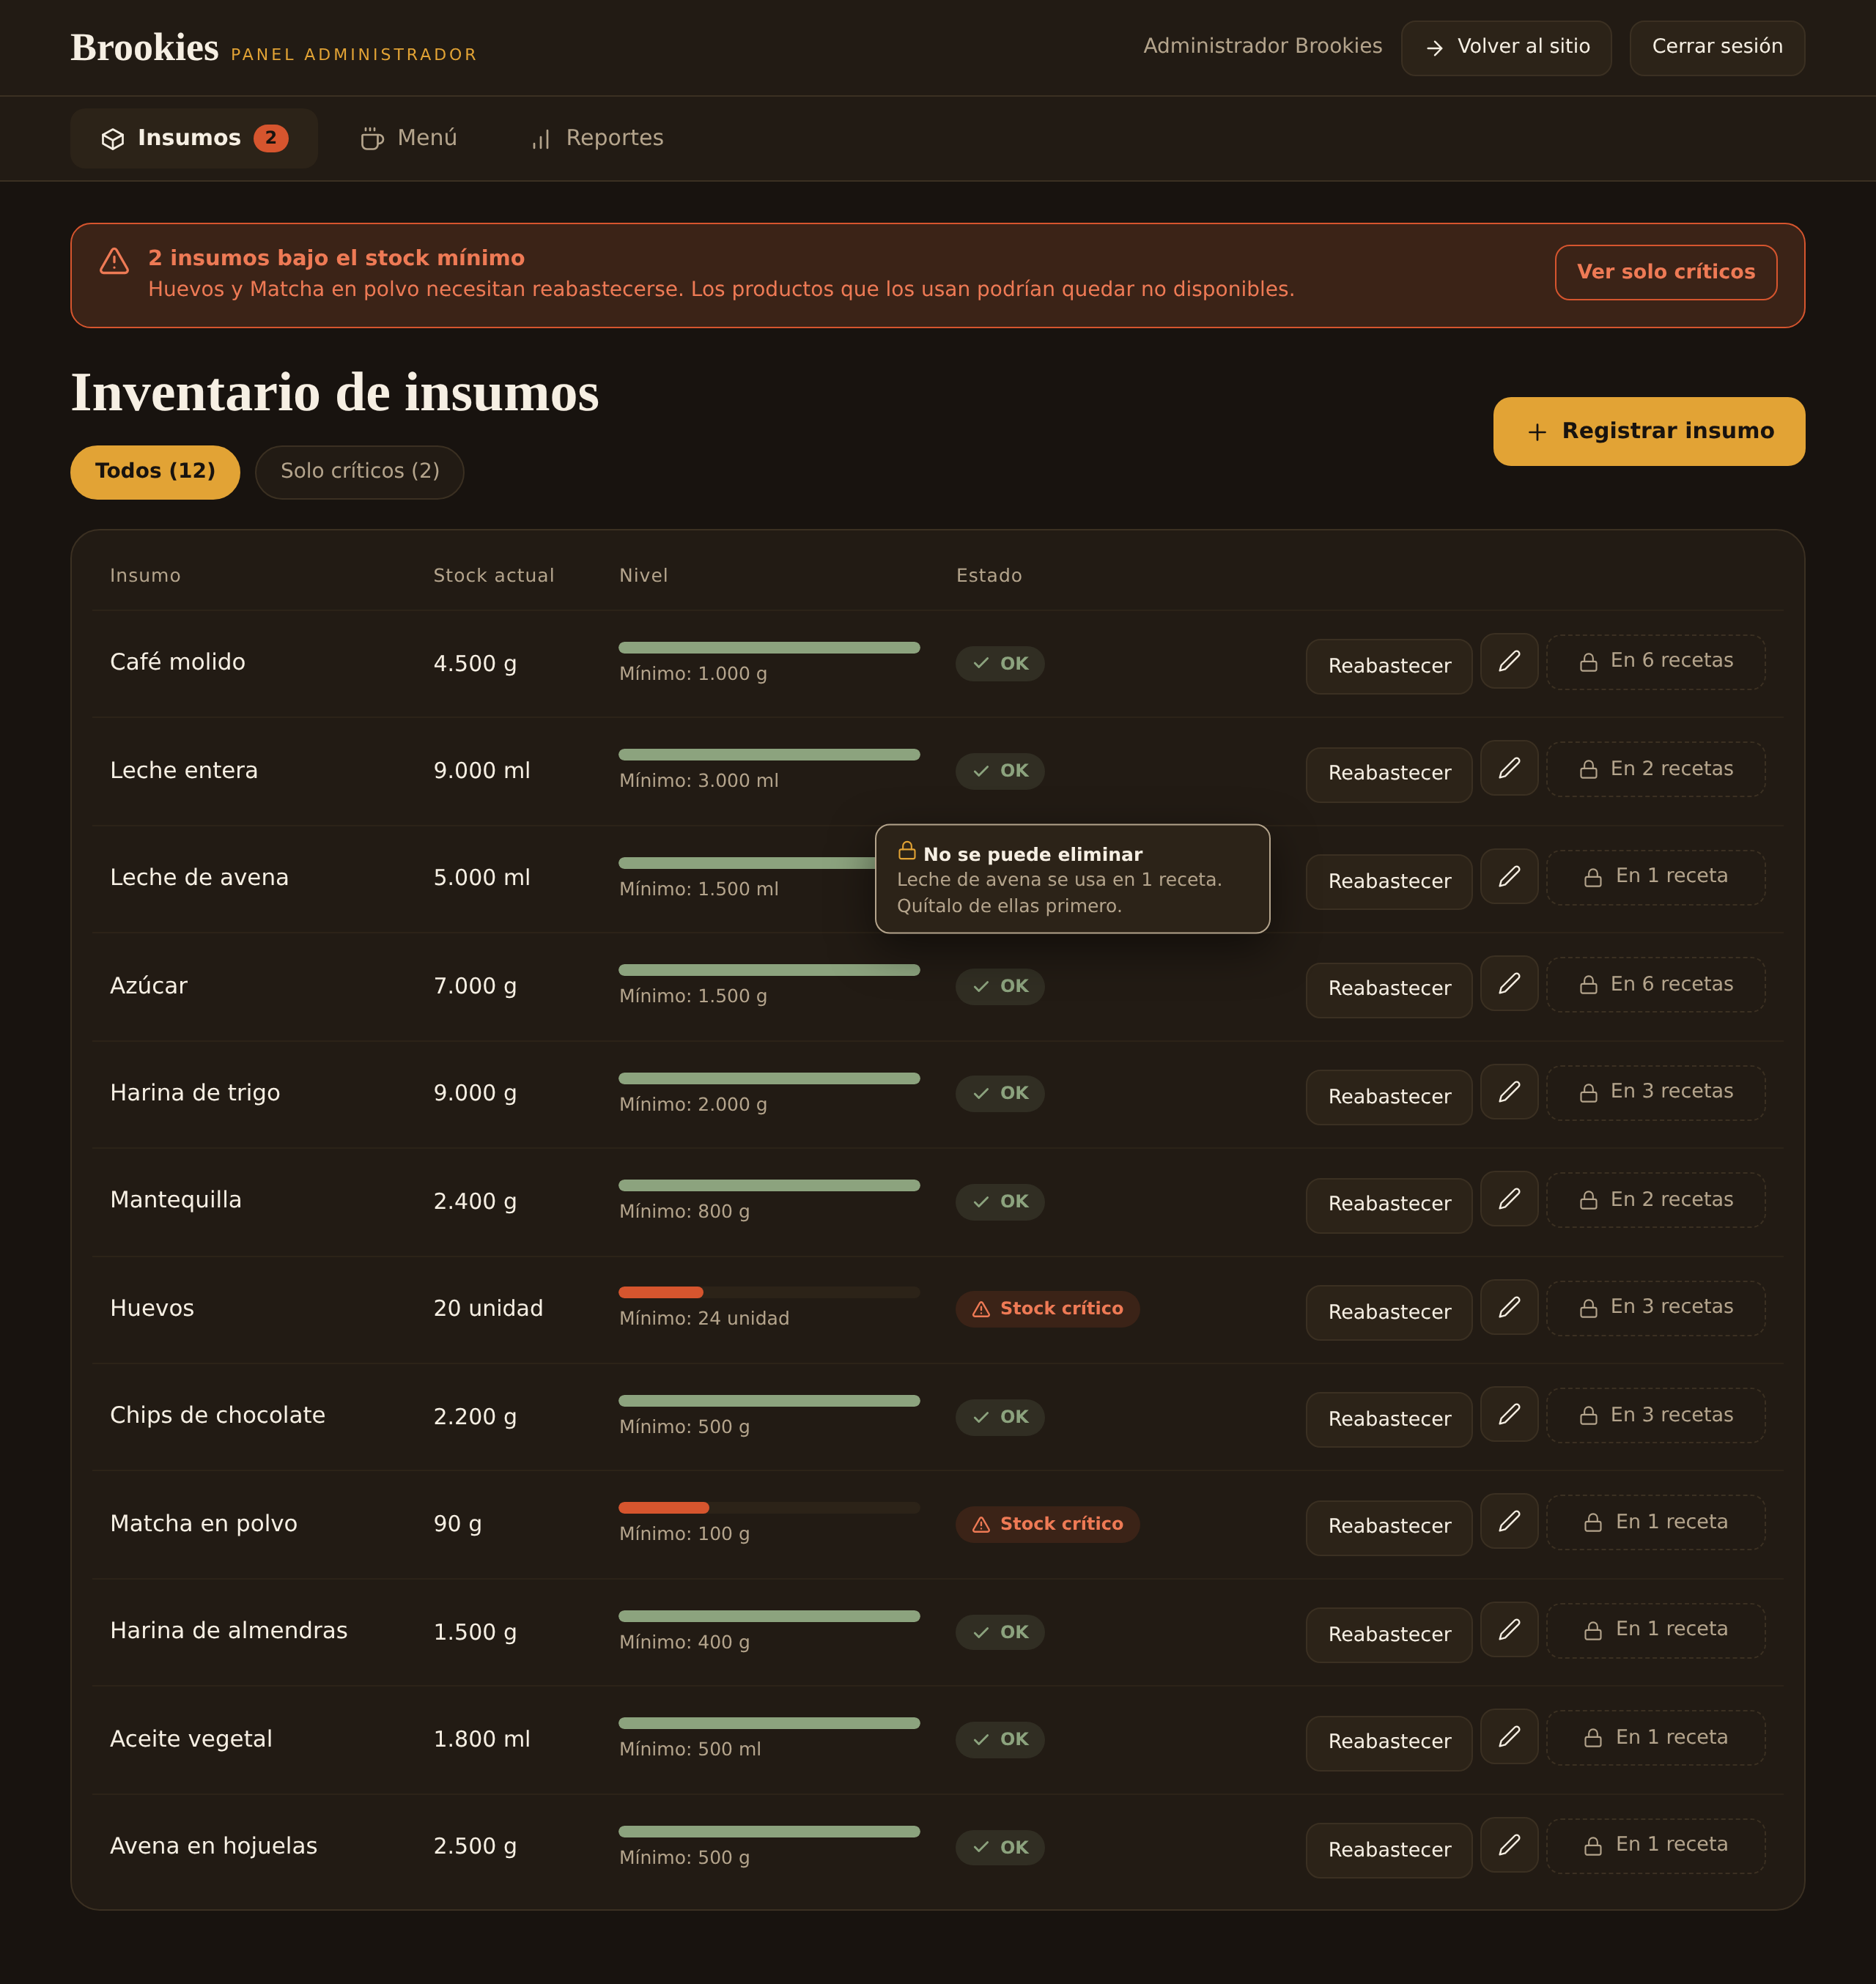 Brookies PANEL ADMINISTRADOR
Administrador Brookies
Volver al sitio
Cerrar sesión
Insumos 2
Menú
Reportes
2 insumos bajo el stock mínimo
Huevos y Matcha en polvo necesitan reabastecerse. Los productos que los usan podrían quedar no disponibles.
Ver solo críticos
Inventario de insumos
Registrar insumo
Todos (12)
Solo críticos (2)
Insumo Stock actual Nivel Estado
Café molido 4.500 g Mínimo: 1.000 g OK Reabastecer En 6 recetas
Leche entera 9.000 ml Mínimo: 3.000 ml OK Reabastecer En 2 recetas
Leche de avena 5.000 ml Mínimo: 1.500 ml Reabastecer En 1 receta
No se puede eliminar
Leche de avena se usa en 1 receta.
Quítalo de ellas primero.
Azúcar 7.000 g Mínimo: 1.500 g OK Reabastecer En 6 recetas
Harina de trigo 9.000 g Mínimo: 2.000 g OK Reabastecer En 3 recetas
Mantequilla 2.400 g Mínimo: 800 g OK Reabastecer En 2 recetas
Huevos 20 unidad Mínimo: 24 unidad Stock crítico Reabastecer En 3 recetas
Chips de chocolate 2.200 g Mínimo: 500 g OK Reabastecer En 3 recetas
Matcha en polvo 90 g Mínimo: 100 g Stock crítico Reabastecer En 1 receta
Harina de almendras 1.500 g Mínimo: 400 g OK Reabastecer En 1 receta
Aceite vegetal 1.800 ml Mínimo: 500 ml OK Reabastecer En 1 receta
Avena en hojuelas 2.500 g Mínimo: 500 g OK Reabastecer En 1 receta